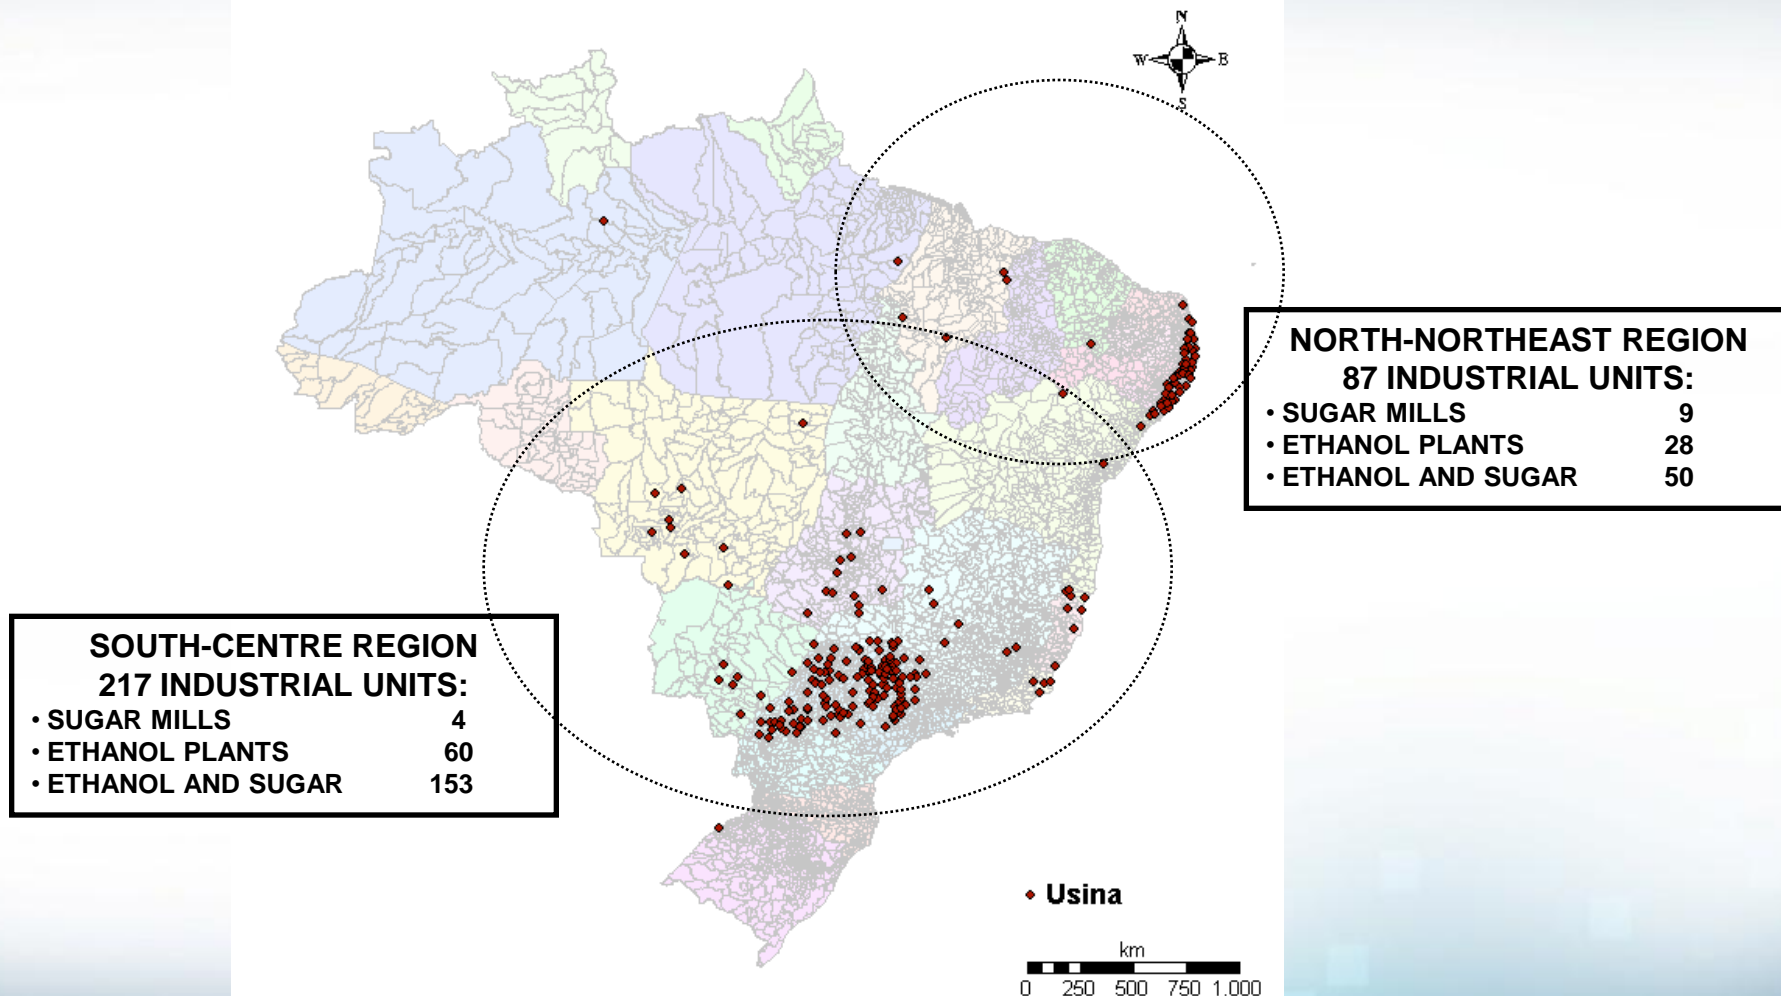 N
W E
S
NORTH-NORTHEAST REGION
87 INDUSTRIAL UNITS:
• SUGAR MILLS 9
• ETHANOL PLANTS 28
• ETHANOL AND SUGAR 50
SOUTH-CENTRE REGION
217 INDUSTRIAL UNITS:
• SUGAR MILLS 4
• ETHANOL PLANTS 60
• ETHANOL AND SUGAR 153
Usina
km
0 250 500 750 1.000